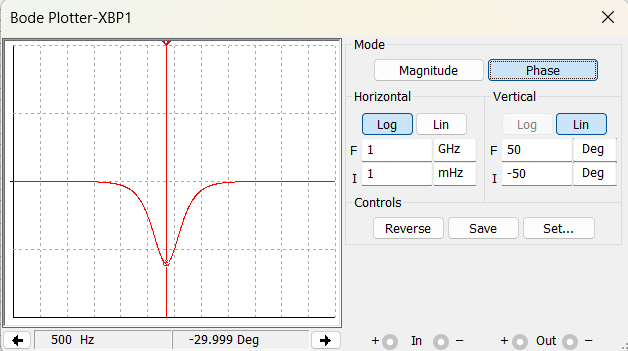 Bode Plotter-XBP1
Mode
Magnitude Phase
Horizontal Vertical
Log Lin Log Lin
F 1 GHz F 50 Deg
I 1 mHz I -50 Deg
Controls
Reverse Save Set...
500 Hz -29.999 Deg + In − + Out −